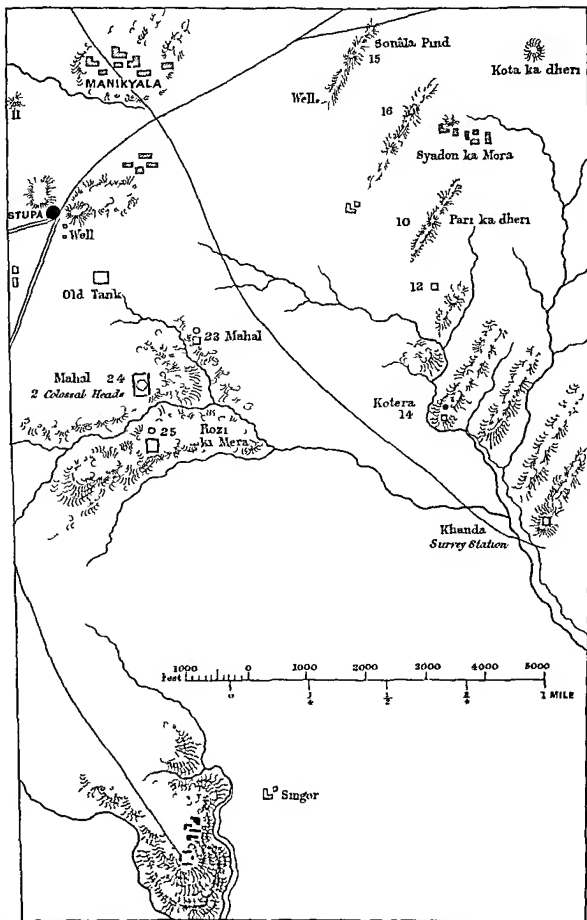 Sonâla Pind
15
Kota ka dheri
MANIKYALA
Well
11
16
Syadon ka Mora
STUPA
Well
10
Pari ka dheri
Old Tank
12
23 Mahal
Mahal 24
2 Colossal Heads
Kotera
14
25
Rozi
ka Mera
Khanda
Survey Station
1000 0 1000 2000 3000 4000 5000
Feet
0 ¼ ½ ¾ 1 MILE
Singor